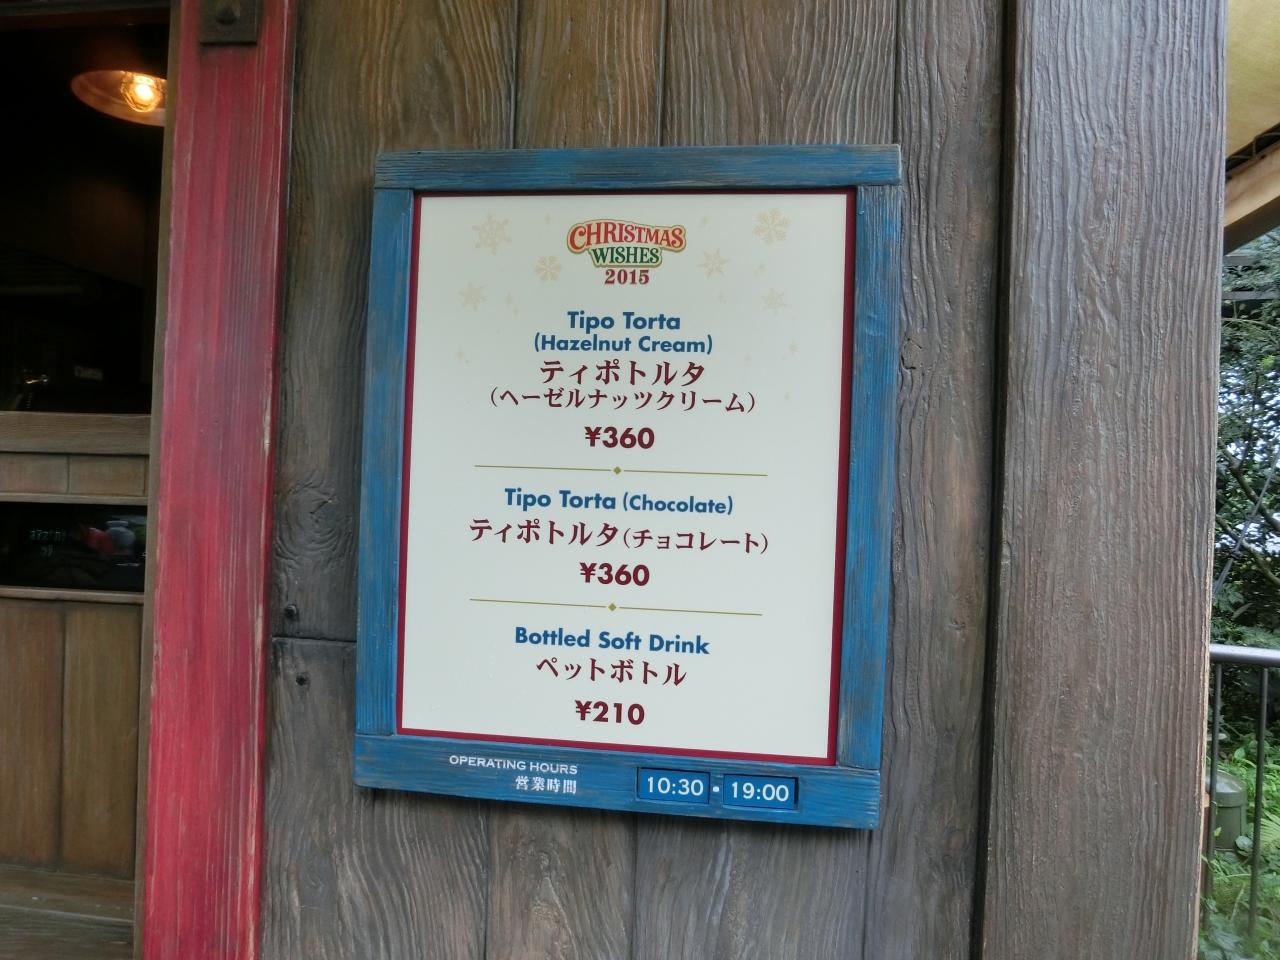 CHRISTMAS
WISHES
2015
Tipo Torta
(Hazelnut Cream)
ティポトルタ
(ヘーゼルナッツクリーム)
¥360
Tipo Torta (Chocolate)
ティポトルタ(チョコレート)
¥360
Bottled Soft Drink
ペットボトル
¥210
OPERATING HOURS
営業時間
10:30 - 19:00